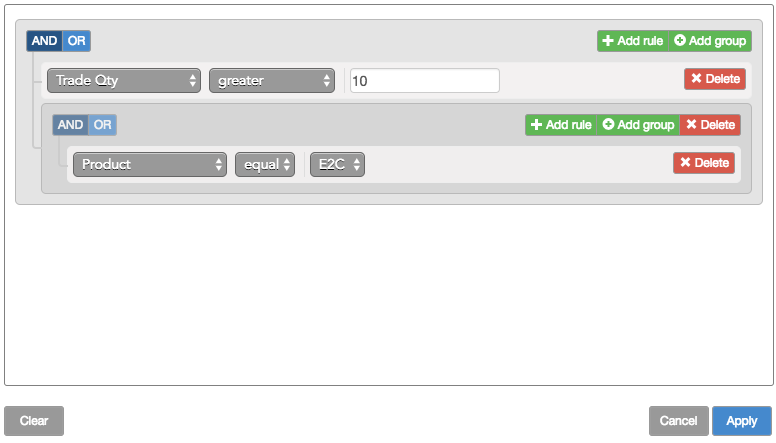 AND OR Add rule Add group
Trade Qty greater 10 Delete
AND OR Add rule Add group Delete
Product equal E2C Delete
Clear Cancel Apply